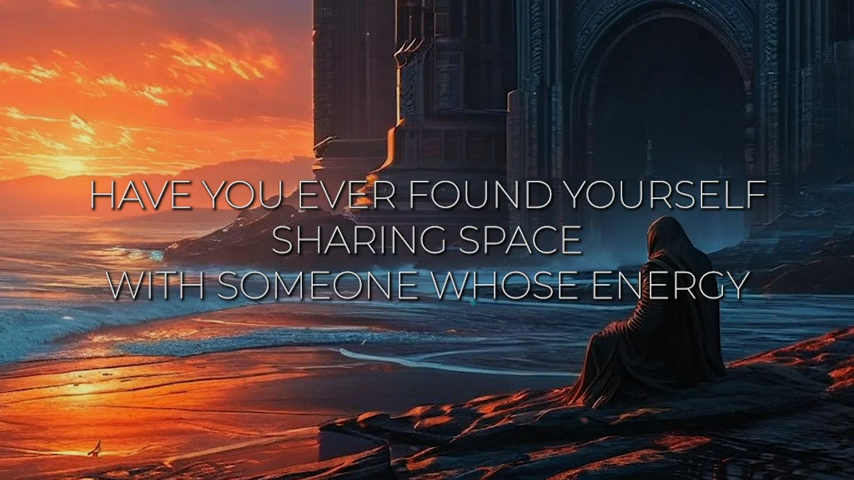 HAVE YOU EVER FOUND YOURSELF
SHARING SPACE
WITH SOMEONE WHOSE ENERGY